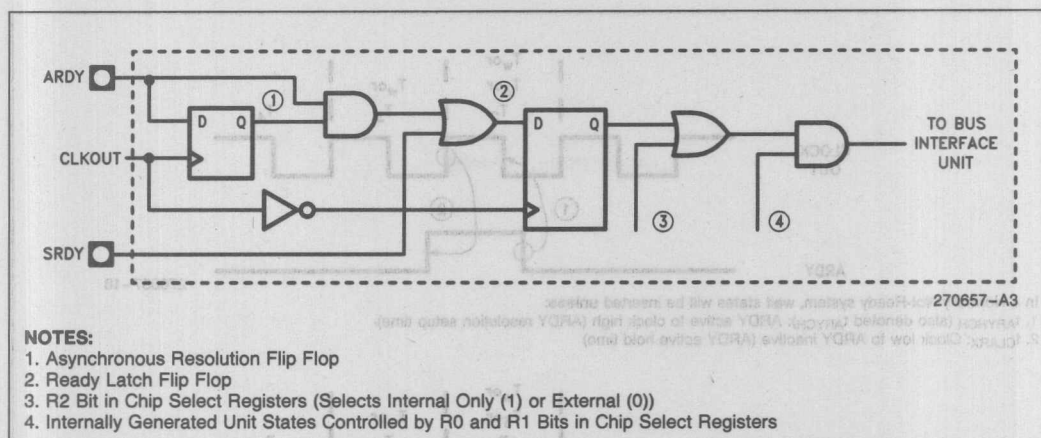 ARDY
CLKOUT
SRDY
D Q
①
②
D Q
③
④
TO BUS
INTERFACE
UNIT
270657–A3
NOTES:
1. Asynchronous Resolution Flip Flop
2. Ready Latch Flip Flop
3. R2 Bit in Chip Select Registers (Selects Internal Only (1) or External (0))
4. Internally Generated Unit States Controlled by R0 and R1 Bits in Chip Select Registers